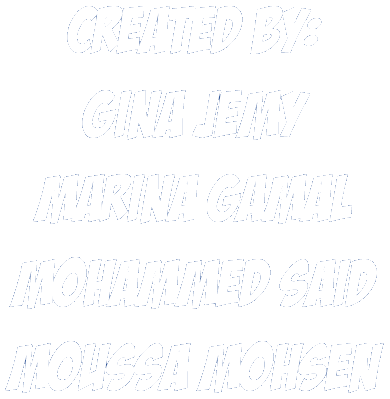 CREATED BY:
GINA JEMY
MARINA GAMAL
MOHAMMED SAID
MOUSSA MOHSEN